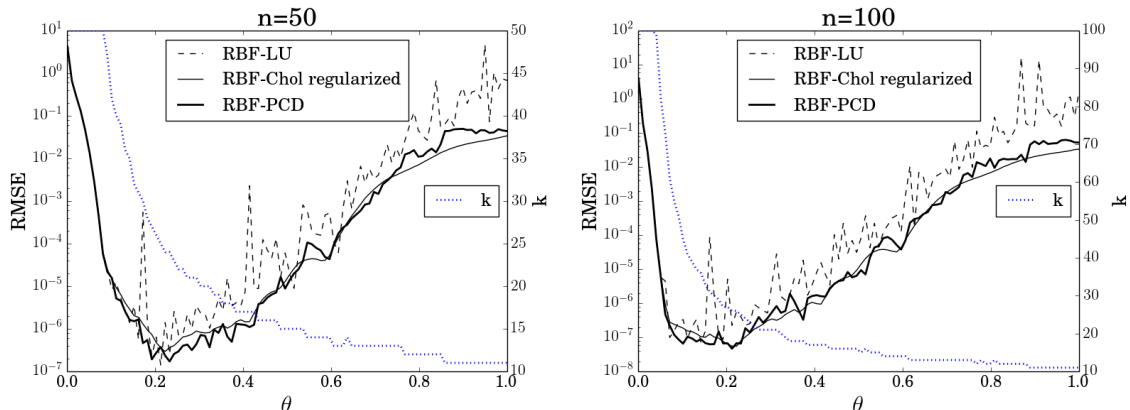 n=50
10^1
10^0
10^-1
10^-2
10^-3
10^-4
10^-5
10^-6
10^-7
RMSE
0.0 0.2 0.4 0.6 0.8 1.0
θ
50
45
40
35
30
25
20
15
10
k
RBF-LU
RBF-Chol regularized
RBF-PCD
k
n=100
10^2
10^1
10^0
10^-1
10^-2
10^-3
10^-4
10^-5
10^-6
10^-7
10^-8
RMSE
0.0 0.2 0.4 0.6 0.8 1.0
θ
100
90
80
70
60
50
40
30
20
10
k
RBF-LU
RBF-Chol regularized
RBF-PCD
k